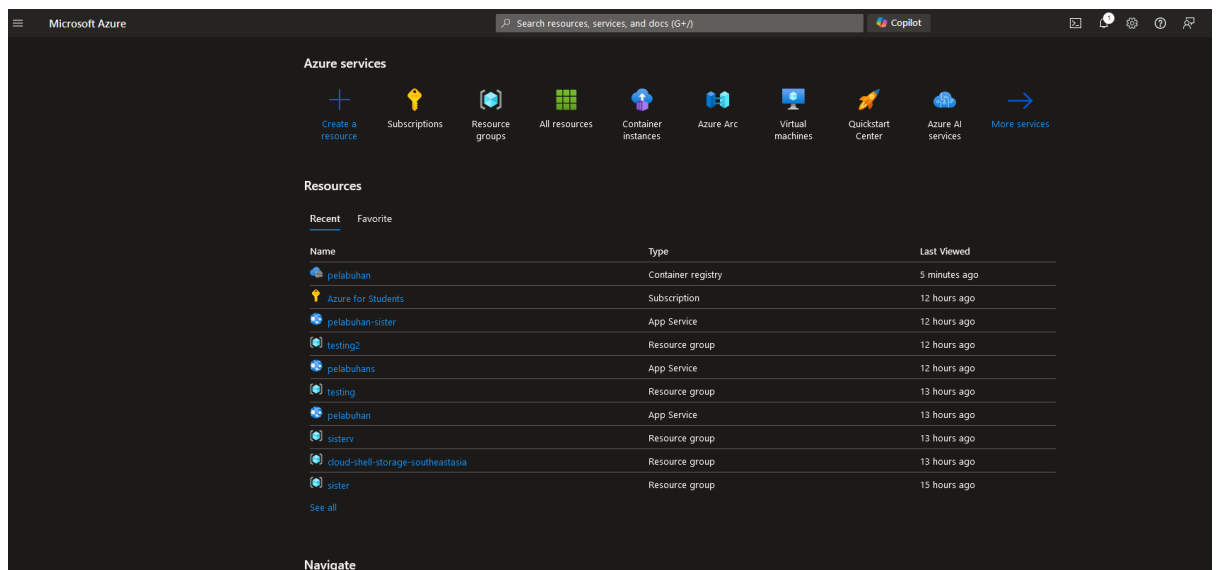 Microsoft Azure
Search resources, services, and docs (G+/)
Copilot
1
Azure services
Create a resource
Subscriptions
Resource groups
All resources
Container instances
Azure Arc
Virtual machines
Quickstart Center
Azure AI services
More services
Resources
Recent Favorite
Name Type Last Viewed
pelabuhan Container registry 5 minutes ago
Azure for Students Subscription 12 hours ago
pelabuhan-sister App Service 12 hours ago
testing2 Resource group 12 hours ago
pelabuhans App Service 12 hours ago
testing Resource group 13 hours ago
pelabuhan App Service 13 hours ago
sisterv Resource group 13 hours ago
cloud-shell-storage-southeastasia Resource group 13 hours ago
sister Resource group 15 hours ago
See all
Navigate